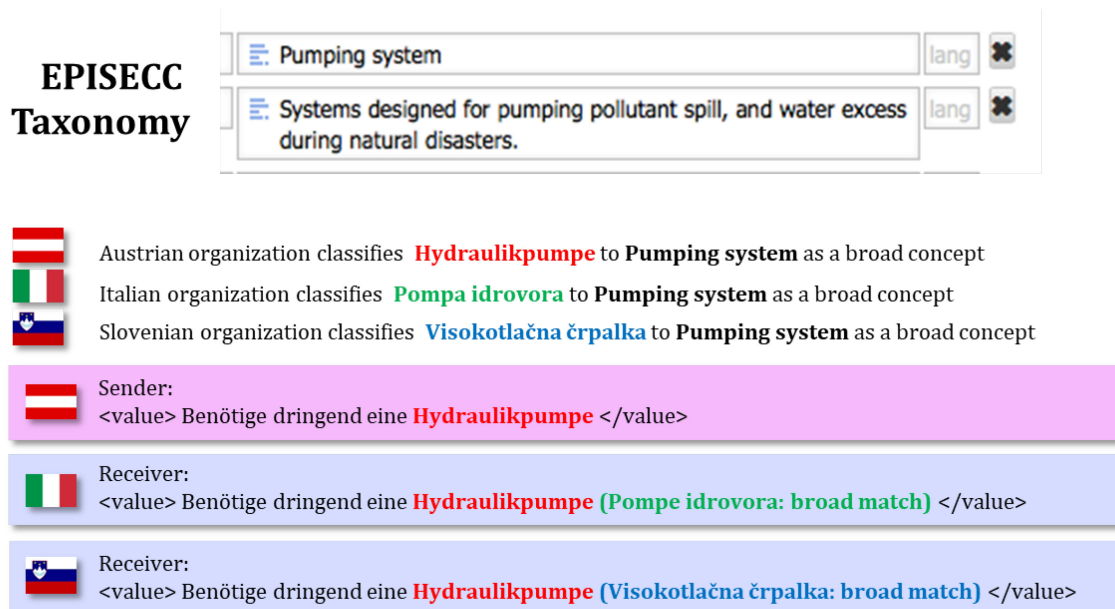 EPISECC
Taxonomy
Pumping system
lang
Systems designed for pumping pollutant spill, and water excess
during natural disasters.
lang
Austrian organization classifies Hydraulikpumpe to Pumping system as a broad concept
Italian organization classifies Pompa idrovora to Pumping system as a broad concept
Slovenian organization classifies Visokotlačna črpalka to Pumping system as a broad concept
Sender:
<value> Benötige dringend eine Hydraulikpumpe </value>
Receiver:
<value> Benötige dringend eine Hydraulikpumpe (Pompe idrovora: broad match) </value>
Receiver:
<value> Benötige dringend eine Hydraulikpumpe (Visokotlačna črpalka: broad match) </value>